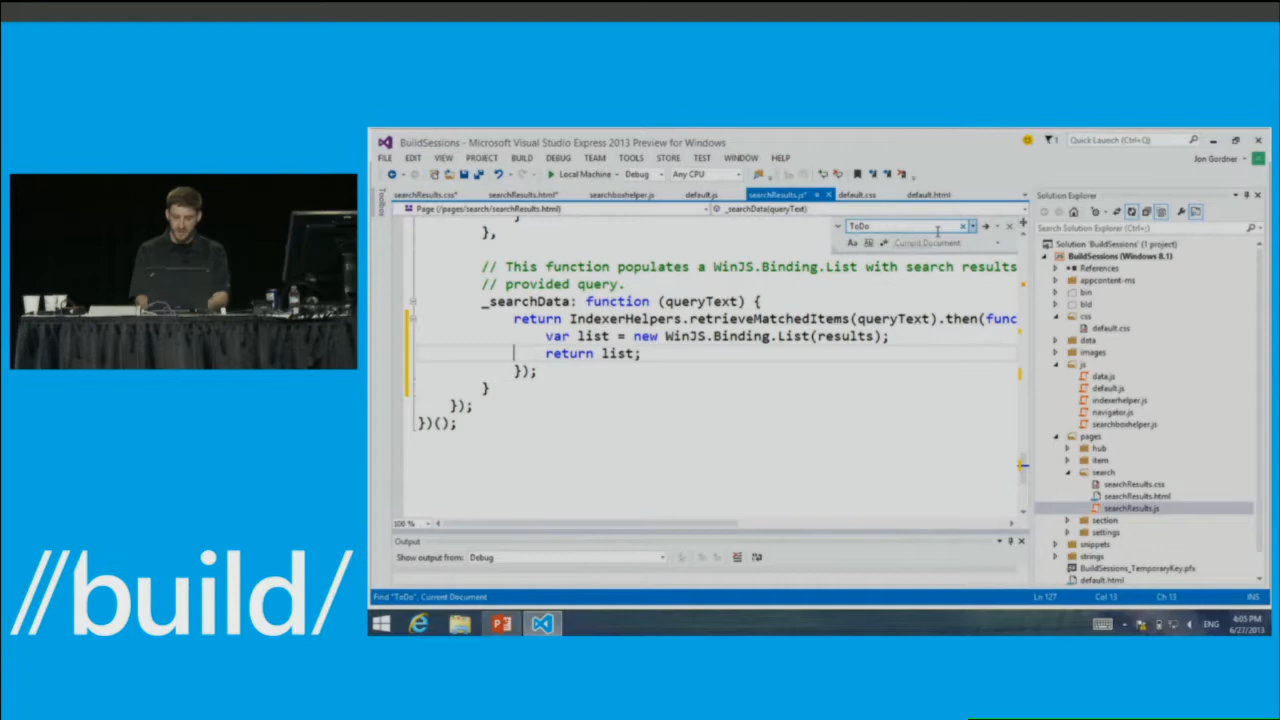 BuildSessions - Microsoft Visual Studio Express 2013 Preview for Windows
1
Quick Launch (Ctrl+Q)
FILE EDIT VIEW PROJECT BUILD DEBUG TEAM TOOLS STORE TEST WINDOW HELP
Jon Gardner
Local Machine Debug Any CPU
Toolbox
searchResults.css* searchResults.html* searchboxhelper.js default.js searchResults.js* default.css default.html
Page (/pages/search/searchResults.html) _searchData(queryText)
ToDo
Aa Current Document
},
// This function populates a WinJS.Binding.List with search results
// provided query.
_searchData: function (queryText) {
return IndexerHelpers.retrieveMatchedItems(queryText).then(func
var list = new WinJS.Binding.List(results);
return list;
});
}
});
})();
100 %
Output
Show output from: Debug
Find "ToDo", Current Document
Ln 127 Col 13 Ch 13 INS
Solution Explorer
Search Solution Explorer (Ctrl+;)
Solution 'BuildSessions' (1 project)
BuildSessions (Windows 8.1)
References
appcontent-ms
bin
bld
css
default.css
data
images
js
data.js
default.js
indexerhelper.js
navigator.js
searchboxhelper.js
pages
hub
item
search
searchResults.css
searchResults.html
searchResults.js
section
settings
snippets
strings
BuildSessions_TemporaryKey.pfx
default.html
ENG
4:05 PM
6/27/2013
//build/